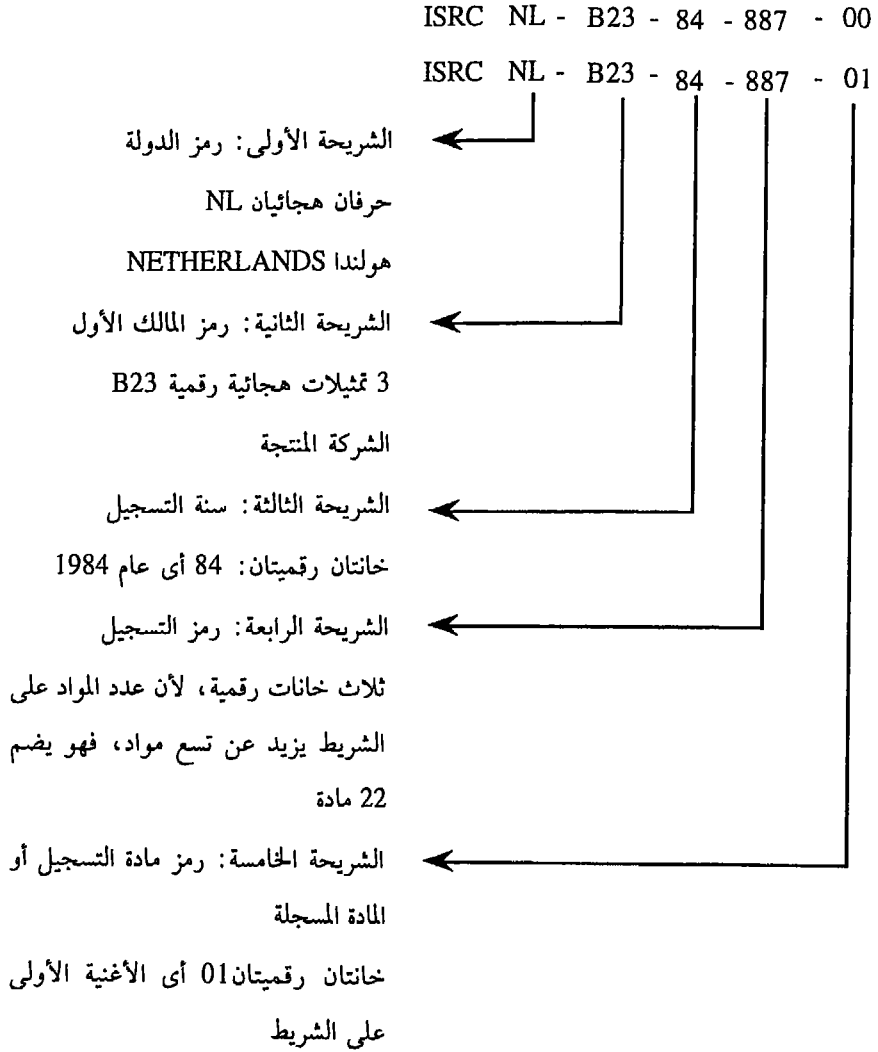 ISRC NL - B23 - 84 - 887 - 00
ISRC NL - B23 - 84 - 887 - 01
الشريحة الأولى: رمز الدولة
حرفان هجائيان NL
هولندا NETHERLANDS
الشريحة الثانية: رمز المالك الأول
3 تمثيلات هجائية رقمية B23
الشركة المنتجة
الشريحة الثالثة: سنة التسجيل
خانتان رقميتان: 84 أى عام 1984
الشريحة الرابعة: رمز التسجيل
ثلاث خانات رقمية، لأن عدد المواد على
الشريط يزيد عن تسع مواد، فهو يضم
22 مادة
الشريحة الخامسة: رمز مادة التسجيل أو
المادة المسجلة
خانتان رقميتان01 أى الأغنية الأولى
على الشريط